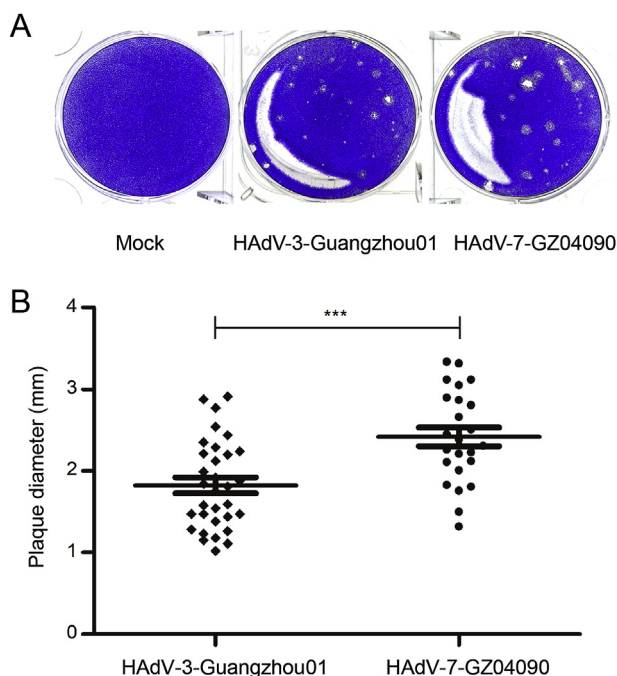 A
Mock HAdV-3-Guangzhou01 HAdV-7-GZ04090
B
***
Plaque diameter (mm)
4
3
2
1
0
HAdV-3-Guangzhou01 HAdV-7-GZ04090